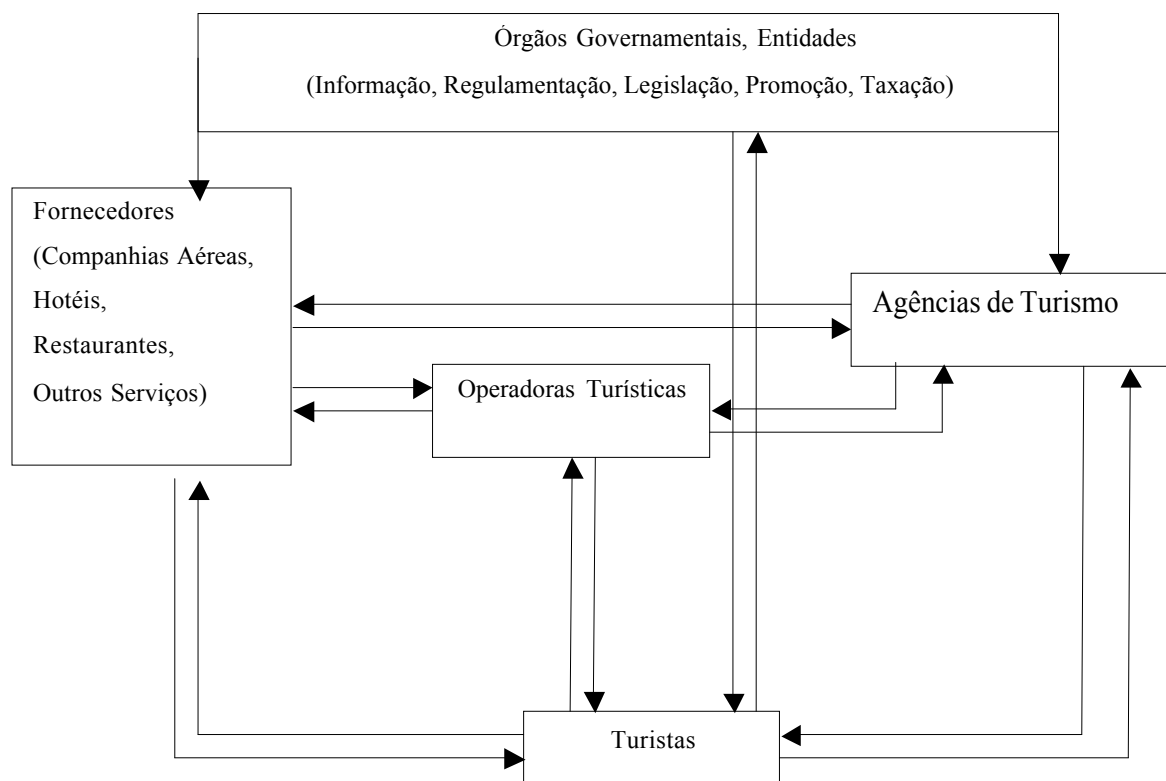 Órgãos Governamentais, Entidades
(Informação, Regulamentação, Legislação, Promoção, Taxação)
Fornecedores
(Companhias Aéreas,
Hotéis,
Restaurantes,
Outros Serviços)
Agências de Turismo
Operadoras Turísticas
Turistas